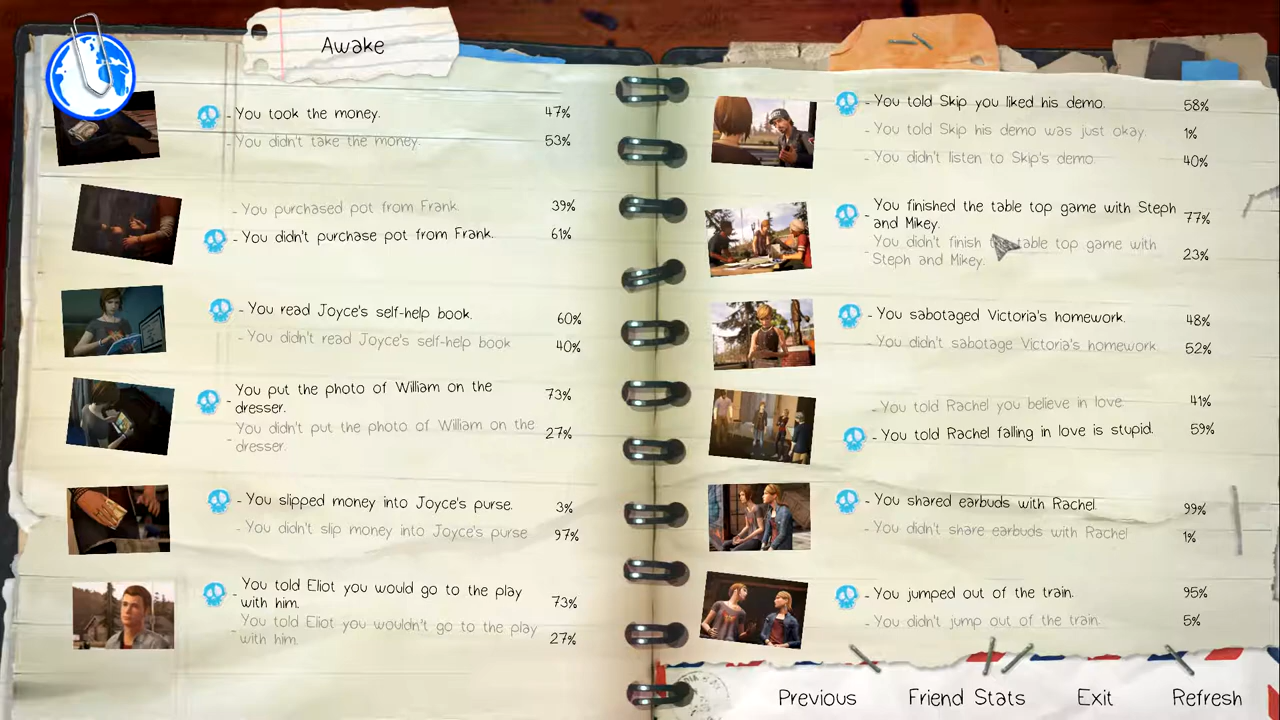 Awake
- You took the money. 47%
- You didn't take the money. 53%
- You purchased pot from Frank. 39%
- You didn't purchase pot from Frank. 61%
- You read Joyce's self-help book. 60%
- You didn't read Joyce's self-help book 40%
- You put the photo of William on the
dresser. 73%
- You didn't put the photo of William on the
dresser. 27%
- You slipped money into Joyce's purse. 3%
- You didn't slip money into Joyce's purse 97%
- You told Eliot you would go to the play
with him. 73%
- You told Eliot you wouldn't go to the play
with him. 27%
- You told Skip you liked his demo. 58%
- You told Skip his demo was just okay. 1%
- You didn't listen to Skip's demo. 40%
- You finished the table top game with Steph
and Mikey. 77%
- You didn't finish the table top game with
Steph and Mikey. 23%
- You sabotaged Victoria's homework. 48%
- You didn't sabotage Victoria's homework. 52%
- You told Rachel you believe in love. 41%
- You told Rachel falling in love is stupid. 59%
- You shared earbuds with Rachel. 99%
- You didn't share earbuds with Rachel 1%
- You jumped out of the train. 95%
- You didn't jump out of the train. 5%
Previous Friend Stats Exit Refresh